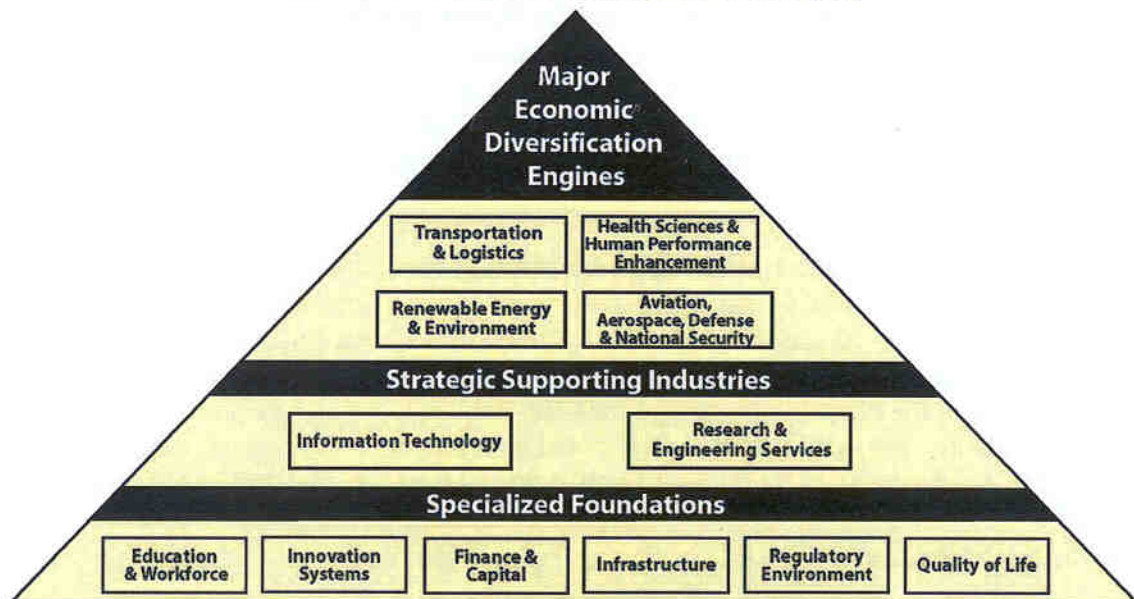 Major
Economic
Diversification
Engines
Transportation
& Logistics
Health Sciences &
Human Performance
Enhancement
Renewable Energy
& Environment
Aviation,
Aerospace, Defense
& National Security
Strategic Supporting Industries
Information Technology
Research &
Engineering Services
Specialized Foundations
Education
& Workforce
Innovation
Systems
Finance &
Capital
Infrastructure
Regulatory
Environment
Quality of Life